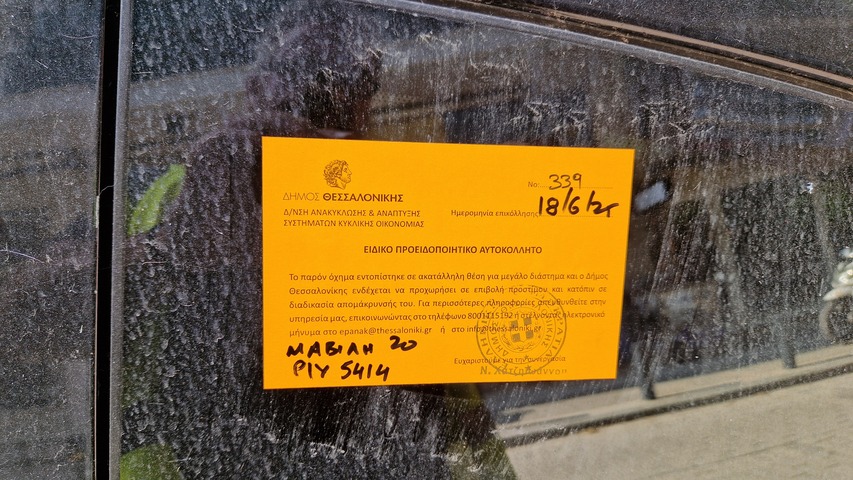 No: 339
ΔΗΜΟΣ ΘΕΣΣΑΛΟΝΙΚΗΣ
Δ/ΝΣΗ ΑΝΑΚΥΚΛΩΣΗΣ & ΑΝΑΠΤΥΞΗΣ
ΣΥΣΤΗΜΑΤΩΝ ΚΥΚΛΙΚΗΣ ΟΙΚΟΝΟΜΙΑΣ
Ημερομηνία επικόλλησης 18/6/25
ΕΙΔΙΚΟ ΠΡΟΕΙΔΟΠΟΙΗΤΙΚΟ ΑΥΤΟΚΟΛΛΗΤΟ
Το παρόν όχημα εντοπίστηκε σε ακατάλληλη θέση για μεγάλο διάστημα και ο Δήμος
Θεσσαλονίκης ενδέχεται να προχωρήσει σε επιβολή προστίμου και κατόπιν σε
διαδικασία απομάκρυνσής του. Για περισσότερες πληροφορίες απευθυνθείτε στην
υπηρεσία μας, επικοινωνώντας στο τηλέφωνο 8001115192 ή στέλνοντας ηλεκτρονικό
μήνυμα στο epanak@thessaloniki.gr ή στο info@thessaloniki.gr
ΜΑΒΙΛΗ 20
ΡΙΥ 5414
Ευχαριστούμε για την συνεργασία
Ν. Χατζηιωάννου